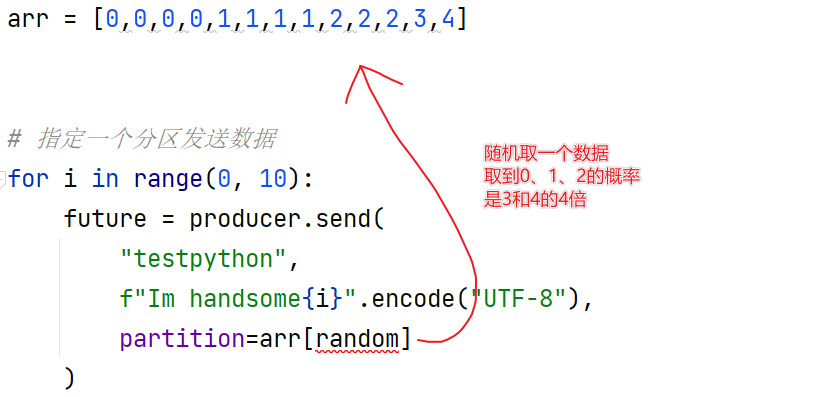 arr = [0,0,0,0,1,1,1,1,2,2,2,3,4]
# 指定一个分区发送数据
for i in range(0, 10):
future = producer.send(
"testpython",
f"Im handsome{i}".encode("UTF-8"),
partition=arr[random]
)
随机取一个数据
取到0、1、2的概率
是3和4的4倍